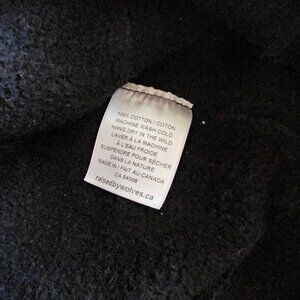 100% COTTON / COTON
MACHINE WASH COLD
HANG DRY IN THE WILD
LAVER À LA MACHINE
À L'EAU FROIDE
SUSPENDRE POUR SÉCHER
DANS LA NATURE
MADE IN / FAIT AU CANADA
CA 54568
raisedbywolves.ca